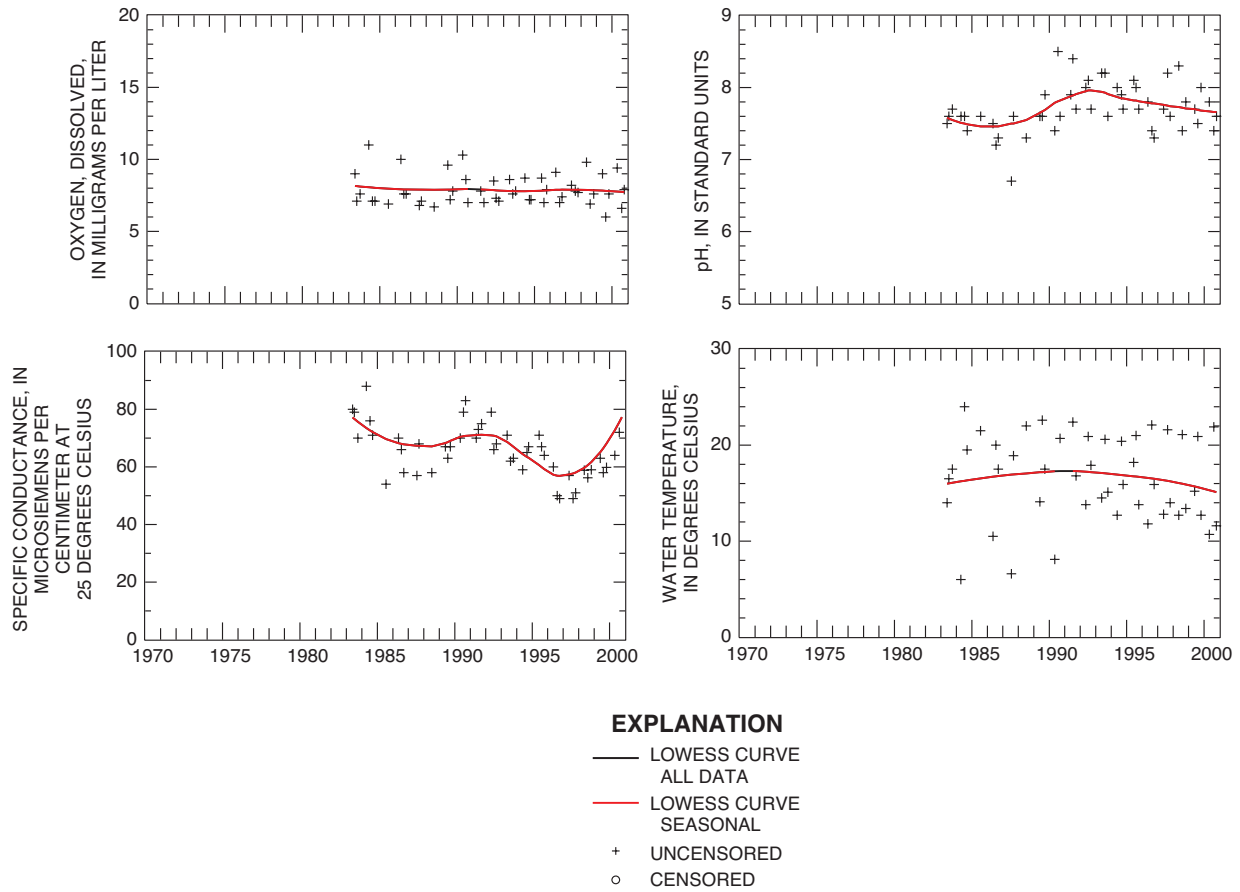 OXYGEN, DISSOLVED,
IN MILLIGRAMS PER LITER
20
15
10
5
0
pH, IN STANDARD UNITS
9
8
7
6
5
SPECIFIC CONDUCTANCE, IN
MICROSIEMENS PER
CENTIMETER AT
25 DEGREES CELSIUS
100
80
60
40
20
0
1970 1975 1980 1985 1990 1995 2000
WATER TEMPERATURE,
IN DEGREES CELSIUS
30
20
10
0
1970 1975 1980 1985 1990 1995 2000
EXPLANATION
LOWESS CURVE
ALL DATA
LOWESS CURVE
SEASONAL
UNCENSORED
CENSORED